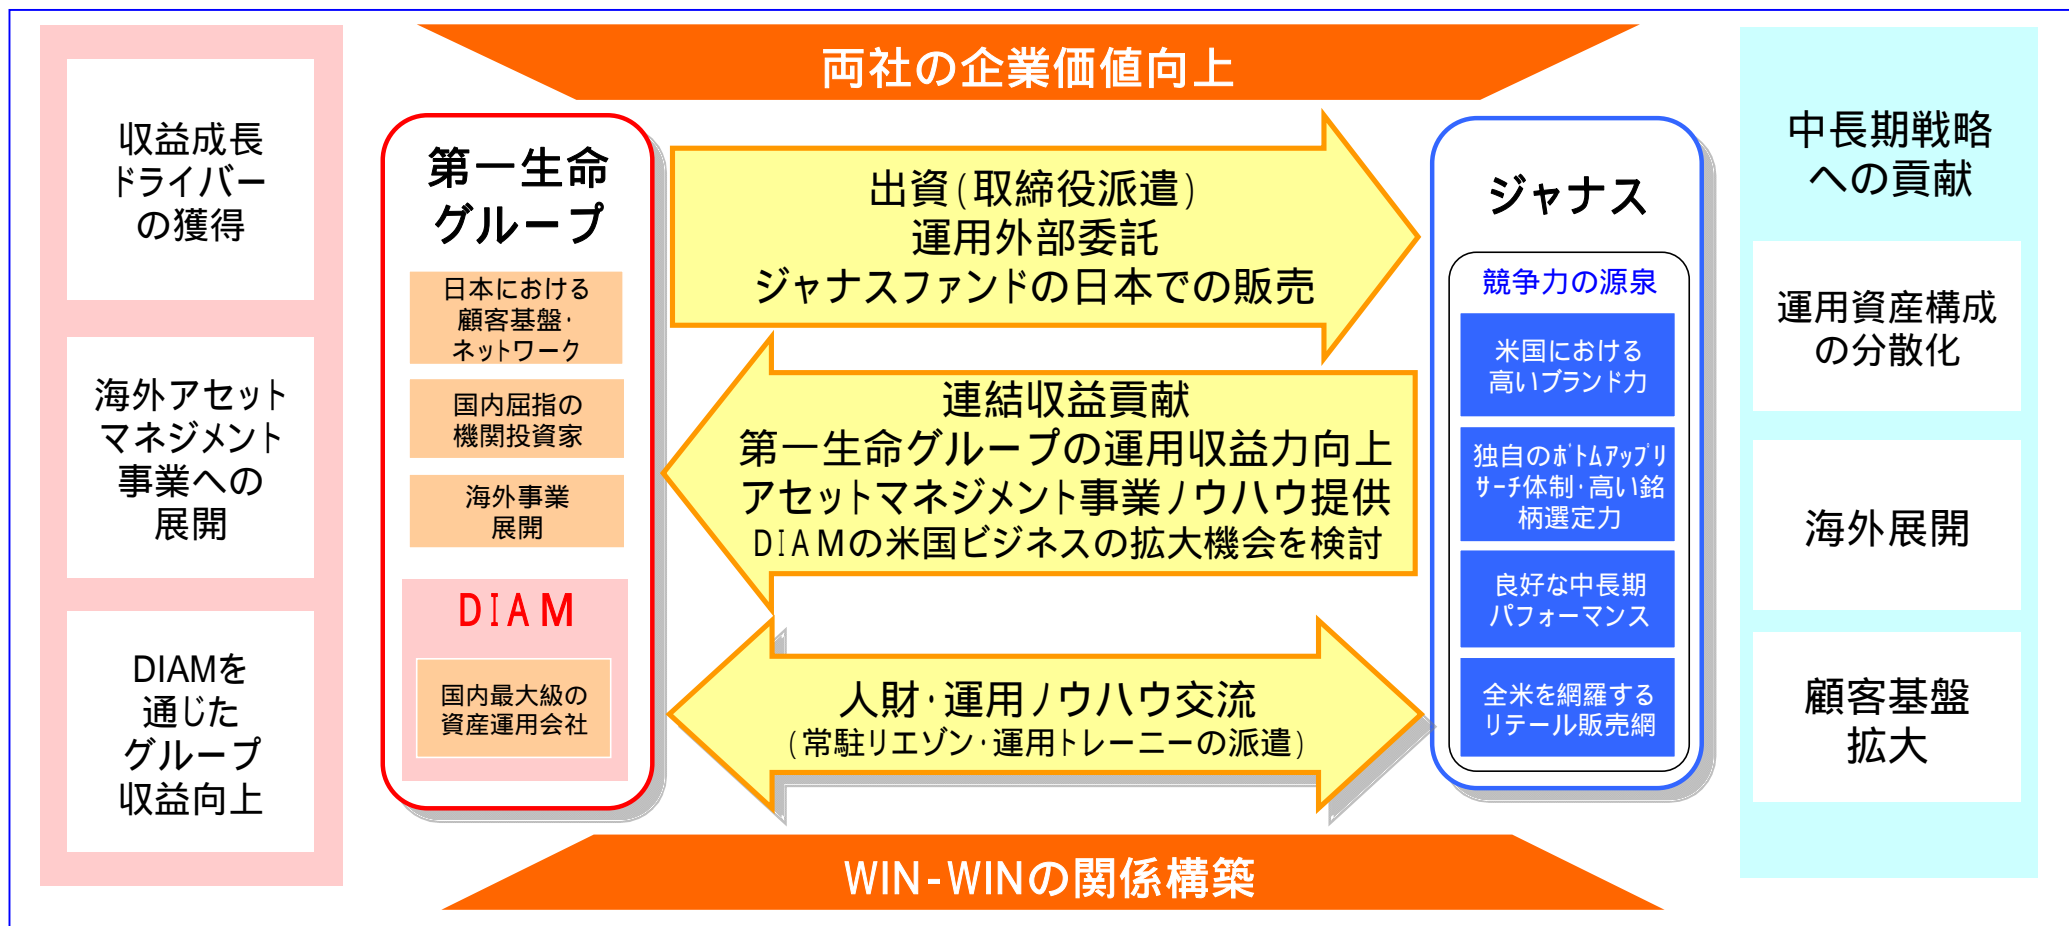 両社の企業価値向上
収益成長
ドライバー
の獲得
海外アセット
マネジメント
事業への
展開
DIAMを
通じた
グループ
収益向上
第一生命
グループ
日本における
顧客基盤・
ネットワーク
国内屈指の
機関投資家
海外事業
展開
DIAM
国内最大級の
資産運用会社
出資(取締役派遣)
運用外部委託
ジャナスファンドの日本での販売
連結収益貢献
第一生命グループの運用収益力向上
アセットマネジメント事業ノウハウ提供
DIAMの米国ビジネスの拡大機会を検討
人財・運用ノウハウ交流
(常駐リエゾン・運用トレーニーの派遣)
ジャナス
競争力の源泉
米国における
高いブランド力
独自のボトムアップリ
サーチ体制・高い銘
柄選定力
良好な中長期
パフォーマンス
全米を網羅する
リテール販売網
中長期戦略
への貢献
運用資産構成
の分散化
海外展開
顧客基盤
拡大
WIN-WINの関係構築